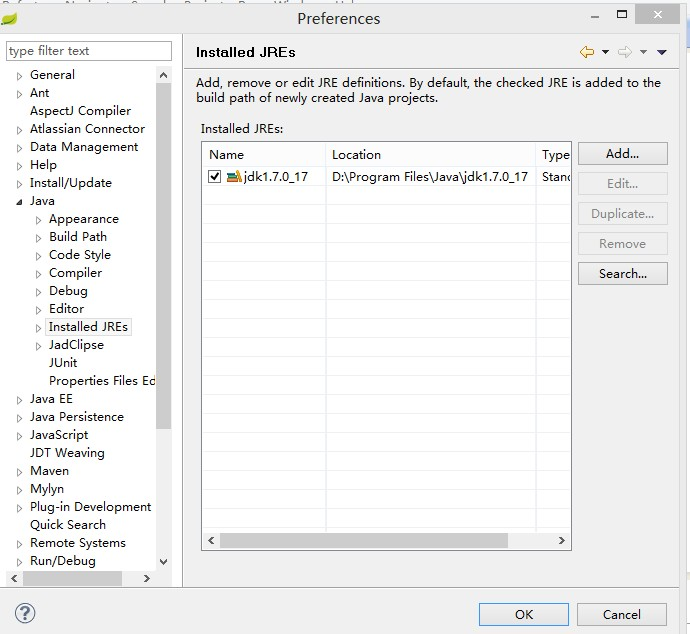 Preferences
type filter text
General
Ant
AspectJ Compiler
Atlassian Connector
Data Management
Help
Install/Update
Java
Appearance
Build Path
Code Style
Compiler
Debug
Editor
Installed JREs
JadClipse
JUnit
Properties Files Ed
Java EE
Java Persistence
JavaScript
JDT Weaving
Maven
Mylyn
Plug-in Development
Quick Search
Remote Systems
Run/Debug
Installed JREs
Add, remove or edit JRE definitions. By default, the checked JRE is added to the
build path of newly created Java projects.
Installed JREs:
Name Location Type
jdk1.7.0_17 D:\Program Files\Java\jdk1.7.0_17 Stanc
Add...
Edit...
Duplicate...
Remove
Search...
OK Cancel